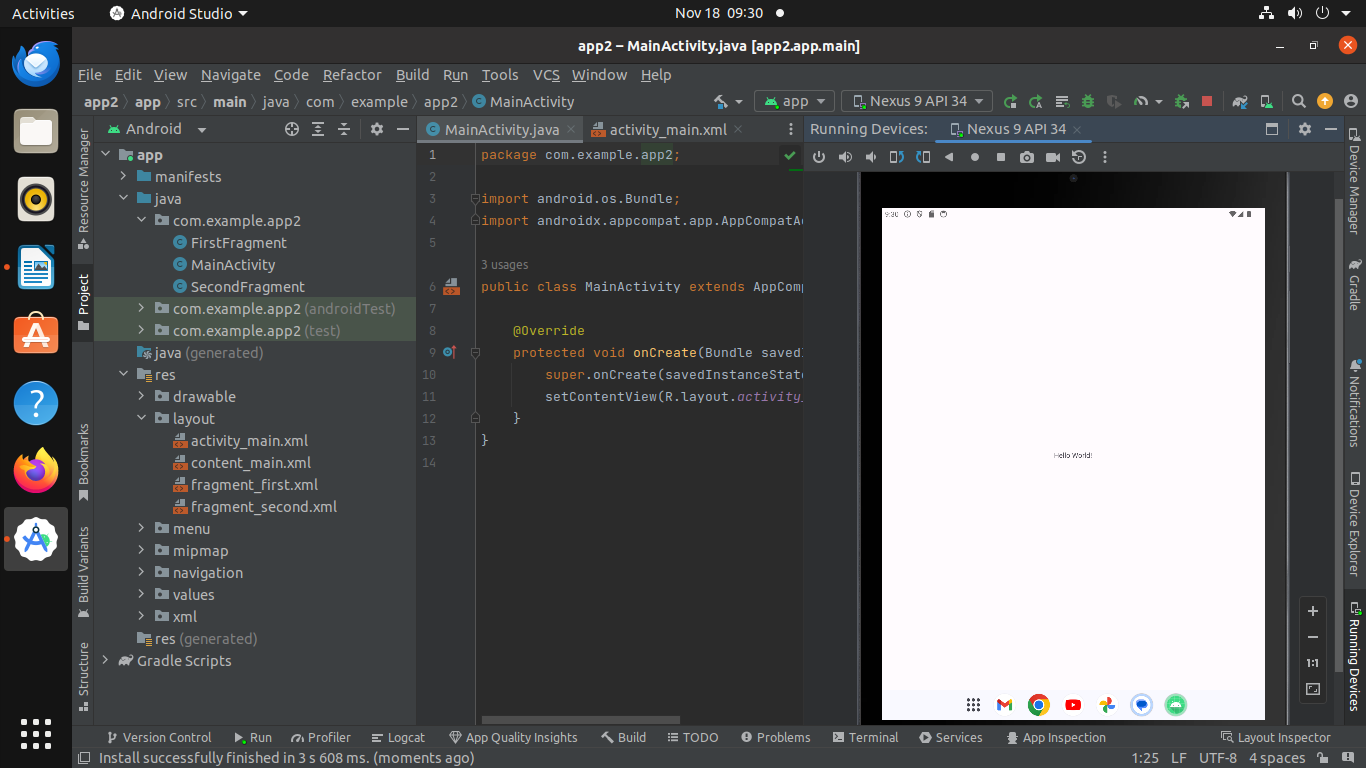 Activities
Android Studio
Nov 18 09:30
app2 – MainActivity.java [app2.app.main]
File Edit View Navigate Code Refactor Build Run Tools VCS Window Help
app2 app src main java com example app2 MainActivity
app
Nexus 9 API 34
Resource Manager
Project
Bookmarks
Build Variants
Structure
Android
app
manifests
java
com.example.app2
FirstFragment
MainActivity
SecondFragment
com.example.app2 (androidTest)
com.example.app2 (test)
java (generated)
res
drawable
layout
activity_main.xml
content_main.xml
fragment_first.xml
fragment_second.xml
menu
mipmap
navigation
values
xml
res (generated)
Gradle Scripts
MainActivity.java
activity_main.xml
1 package com.example.app2;
2
3 import android.os.Bundle;
4 import androidx.appcompat.app.AppCompatAc
5
3 usages
6 public class MainActivity extends AppComp
7
8 @Override
9 protected void onCreate(Bundle savedI
10 super.onCreate(savedInstanceState
11 setContentView(R.layout.activity_
12 }
13 }
14
Running Devices:
Nexus 9 API 34
9:30
Hello World!
1:1
Device Manager
Gradle
Notifications
Device Explorer
Running Devices
Version Control
Run
Profiler
Logcat
App Quality Insights
Build
TODO
Problems
Terminal
Services
App Inspection
Layout Inspector
Install successfully finished in 3 s 608 ms. (moments ago)
1:25 LF UTF-8 4 spaces